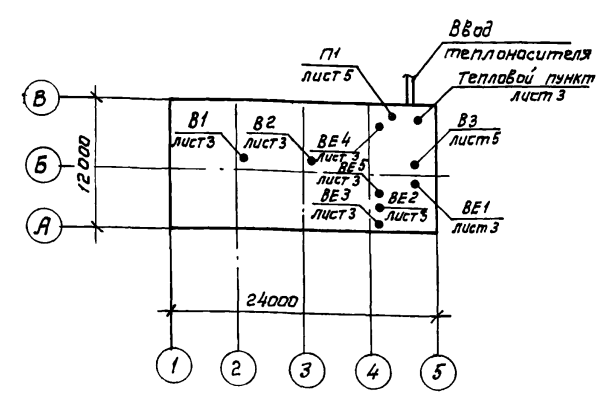 Ввод
теплоносителя
П1
лист 5
Тепловой пункт
лист 3
В
В1
лист 3
В2
лист 3
ВЕ4
лист 3
В3
лист 5
Б
12000
ВЕ5
лист 3
ВЕ3
лист 3
ВЕ2
лист 3
ВЕ1
лист 3
А
24000
1
2
3
4
5